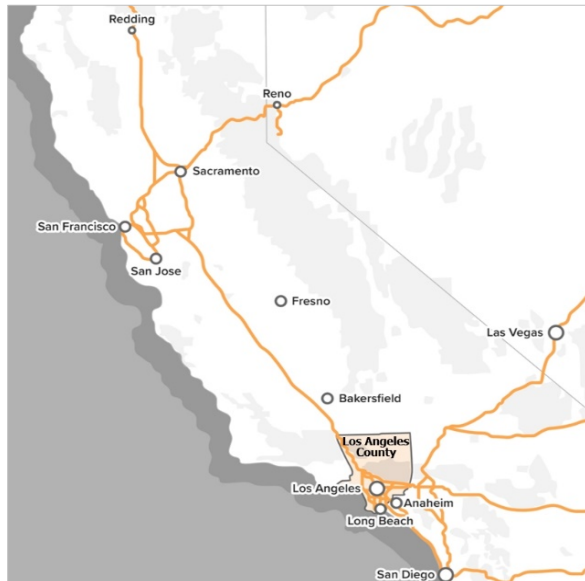 Redding
Reno
Sacramento
San Francisco
San Jose
Fresno
Las Vegas
Bakersfield
Los Angeles
County
Los Angeles
Anaheim
Long Beach
San Diego